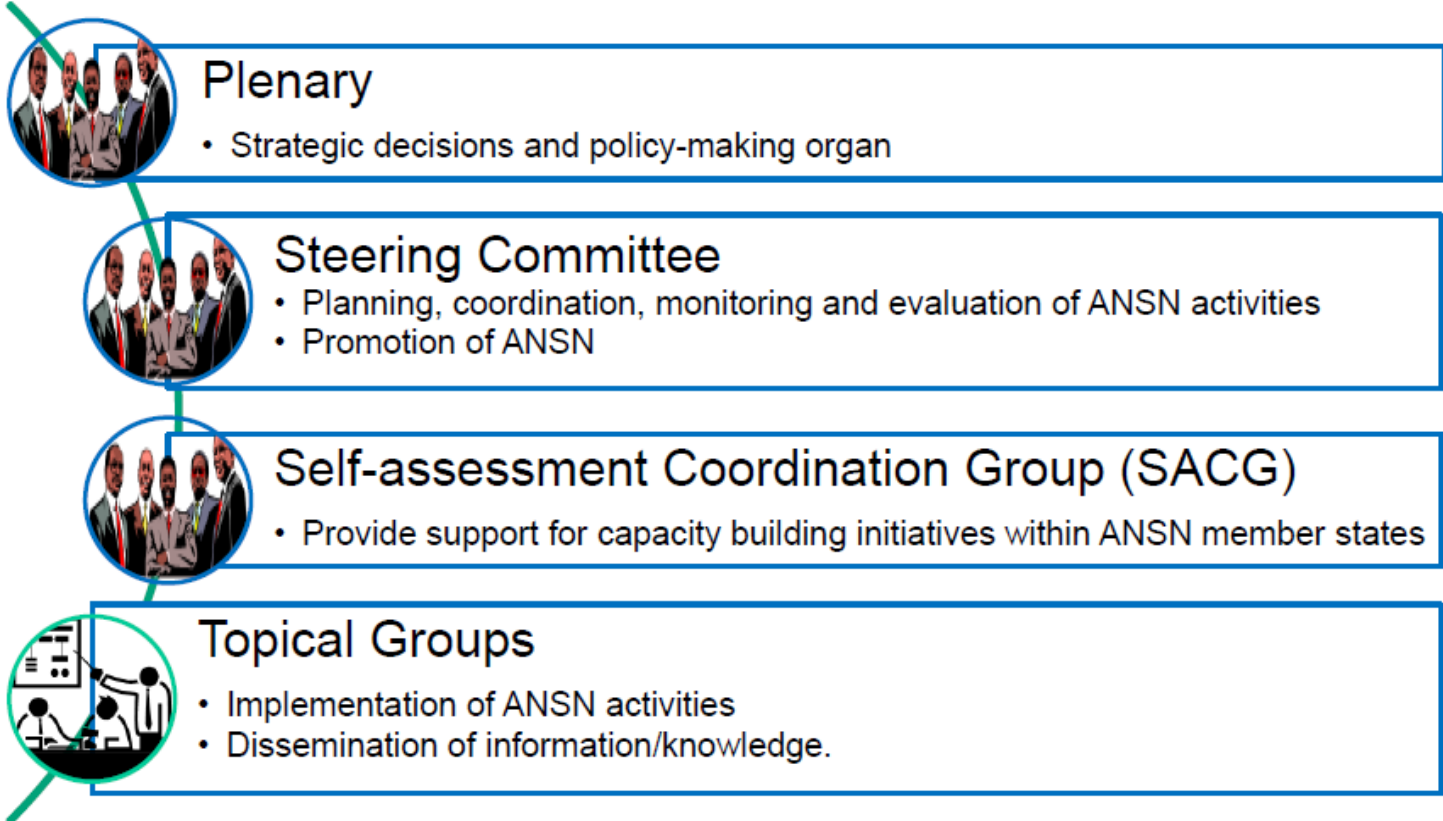 Plenary
• Strategic decisions and policy-making organ
Steering Committee
• Planning, coordination, monitoring and evaluation of ANSN activities
• Promotion of ANSN
Self-assessment Coordination Group (SACG)
• Provide support for capacity building initiatives within ANSN member states
Topical Groups
• Implementation of ANSN activities
• Dissemination of information/knowledge.